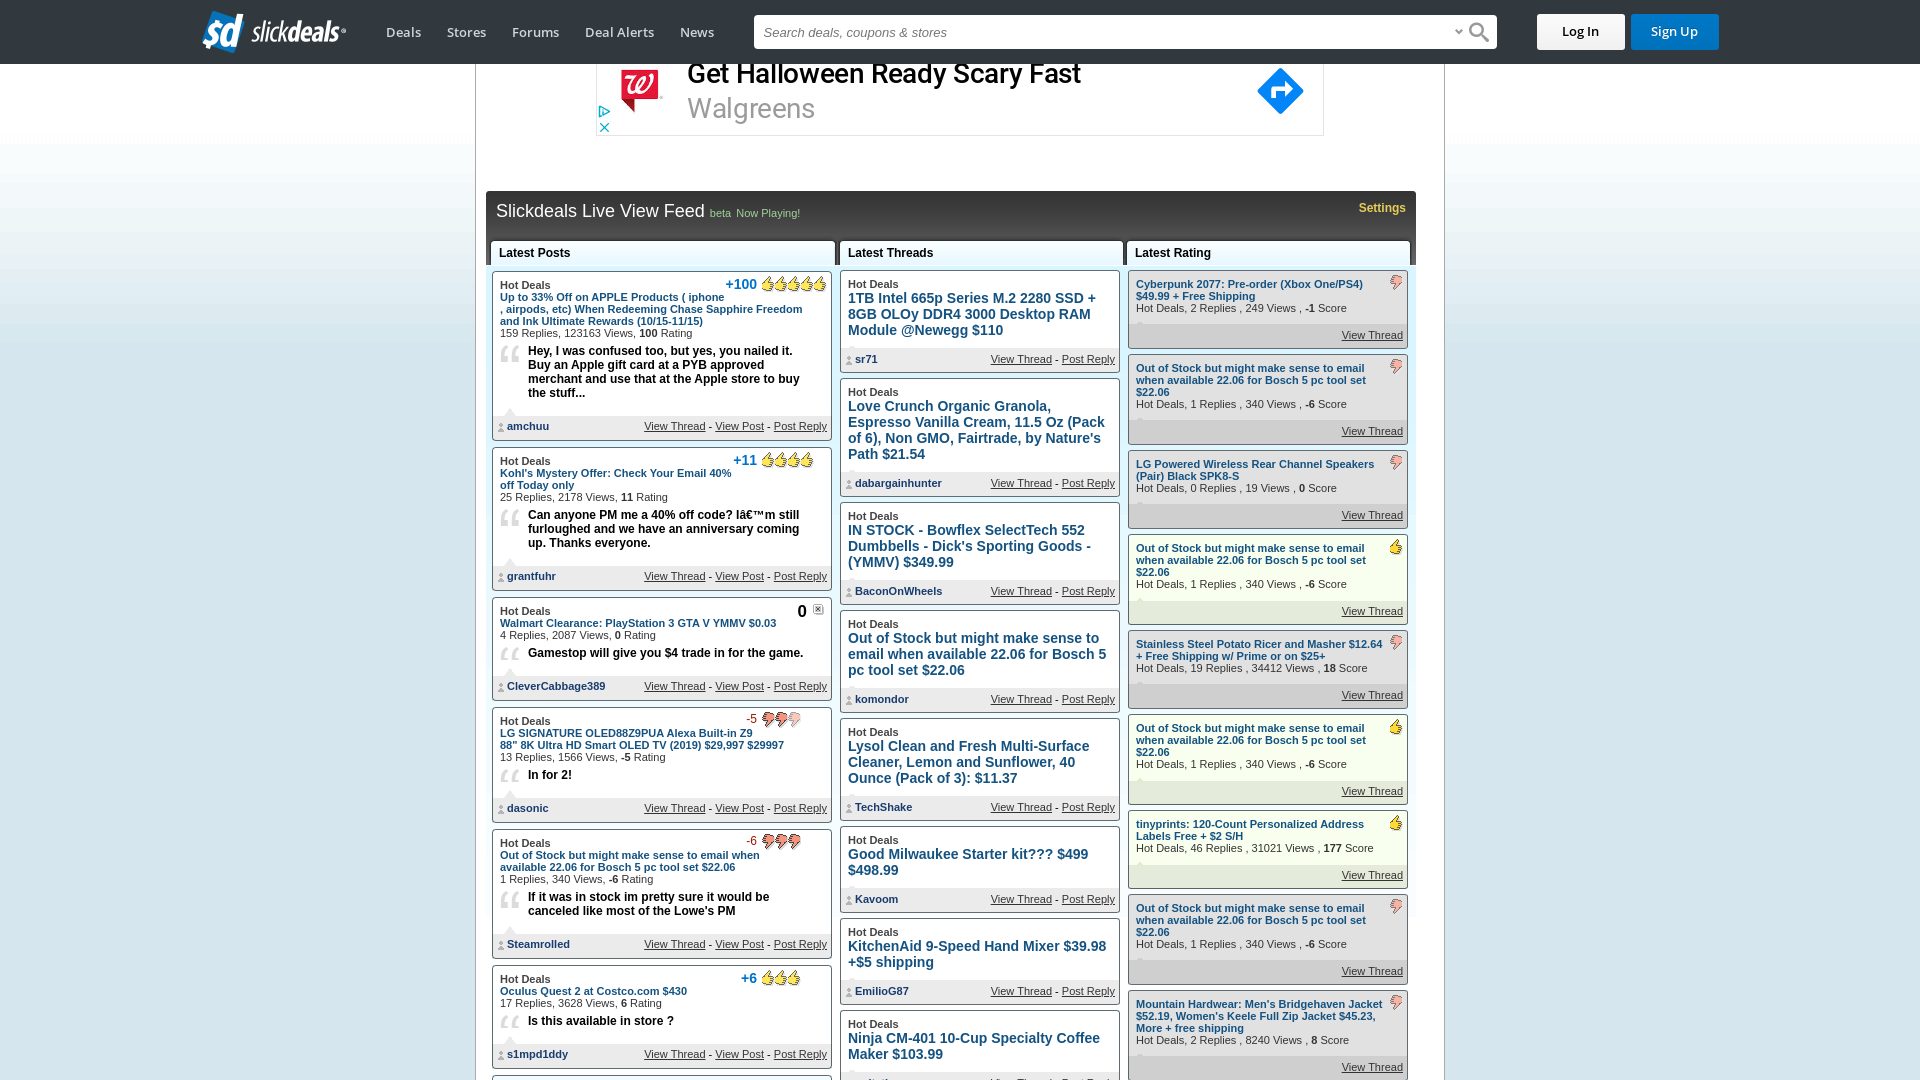 slickdeals
Deals
Stores
Forums
Deal Alerts
News
Search deals, coupons & stores
Log In
Sign Up
Get Halloween Ready Scary Fast
Walgreens
Slickdeals Live View Feed beta Now Playing!
Settings
Latest Posts
Hot Deals
+100
Up to 33% Off on APPLE Products ( iphone
, airpods, etc) When Redeeming Chase Sapphire Freedom
and Ink Ultimate Rewards (10/15-11/15)
159 Replies, 123163 Views, 100 Rating
Hey, I was confused too, but yes, you nailed it.
Buy an Apple gift card at a PYB approved
merchant and use that at the Apple store to buy
the stuff...
amchuu
View Thread - View Post - Post Reply
Hot Deals
+11
Kohl's Mystery Offer: Check Your Email 40%
off Today only
25 Replies, 2178 Views, 11 Rating
Can anyone PM me a 40% off code? Iâ€™m still
furloughed and we have an anniversary coming
up. Thanks everyone.
grantfuhr
View Thread - View Post - Post Reply
Hot Deals
0
Walmart Clearance: PlayStation 3 GTA V YMMV $0.03
4 Replies, 2087 Views, 0 Rating
Gamestop will give you $4 trade in for the game.
CleverCabbage389
View Thread - View Post - Post Reply
Hot Deals
-5
LG SIGNATURE OLED88Z9PUA Alexa Built-in Z9
88" 8K Ultra HD Smart OLED TV (2019) $29,997 $29997
13 Replies, 1566 Views, -5 Rating
In for 2!
dasonic
View Thread - View Post - Post Reply
Hot Deals
-6
Out of Stock but might make sense to email when
available 22.06 for Bosch 5 pc tool set $22.06
1 Replies, 340 Views, -6 Rating
If it was in stock im pretty sure it would be
canceled like most of the Lowe's PM
Steamrolled
View Thread - View Post - Post Reply
Hot Deals
+6
Oculus Quest 2 at Costco.com $430
17 Replies, 3628 Views, 6 Rating
Is this available in store ?
s1mpd1ddy
View Thread - View Post - Post Reply
Latest Threads
Hot Deals
1TB Intel 665p Series M.2 2280 SSD +
8GB OLOy DDR4 3000 Desktop RAM
Module @Newegg $110
sr71
View Thread - Post Reply
Hot Deals
Love Crunch Organic Granola,
Espresso Vanilla Cream, 11.5 Oz (Pack
of 6), Non GMO, Fairtrade, by Nature's
Path $21.54
dabargainhunter
View Thread - Post Reply
Hot Deals
IN STOCK - Bowflex SelectTech 552
Dumbbells - Dick's Sporting Goods -
(YMMV) $349.99
BaconOnWheels
View Thread - Post Reply
Hot Deals
Out of Stock but might make sense to
email when available 22.06 for Bosch 5
pc tool set $22.06
komondor
View Thread - Post Reply
Hot Deals
Lysol Clean and Fresh Multi-Surface
Cleaner, Lemon and Sunflower, 40
Ounce (Pack of 3): $11.37
TechShake
View Thread - Post Reply
Hot Deals
Good Milwaukee Starter kit??? $499
$498.99
Kavoom
View Thread - Post Reply
Hot Deals
KitchenAid 9-Speed Hand Mixer $39.98
+$5 shipping
EmilioG87
View Thread - Post Reply
Hot Deals
Ninja CM-401 10-Cup Specialty Coffee
Maker $103.99
Latest Rating
Cyberpunk 2077: Pre-order (Xbox One/PS4)
$49.99 + Free Shipping
Hot Deals, 2 Replies , 249 Views , -1 Score
View Thread
Out of Stock but might make sense to email
when available 22.06 for Bosch 5 pc tool set
$22.06
Hot Deals, 1 Replies , 340 Views , -6 Score
View Thread
LG Powered Wireless Rear Channel Speakers
(Pair) Black SPK8-S
Hot Deals, 0 Replies , 19 Views , 0 Score
View Thread
Out of Stock but might make sense to email
when available 22.06 for Bosch 5 pc tool set
$22.06
Hot Deals, 1 Replies , 340 Views , -6 Score
View Thread
Stainless Steel Potato Ricer and Masher $12.64
+ Free Shipping w/ Prime or on $25+
Hot Deals, 19 Replies , 34412 Views , 18 Score
View Thread
Out of Stock but might make sense to email
when available 22.06 for Bosch 5 pc tool set
$22.06
Hot Deals, 1 Replies , 340 Views , -6 Score
View Thread
tinyprints: 120-Count Personalized Address
Labels Free + $2 S/H
Hot Deals, 46 Replies , 31021 Views , 177 Score
View Thread
Out of Stock but might make sense to email
when available 22.06 for Bosch 5 pc tool set
$22.06
Hot Deals, 1 Replies , 340 Views , -6 Score
View Thread
Mountain Hardwear: Men's Bridgehaven Jacket
$52.19, Women's Keele Full Zip Jacket $45.23,
More + free shipping
Hot Deals, 2 Replies , 8240 Views , 8 Score
View Thread